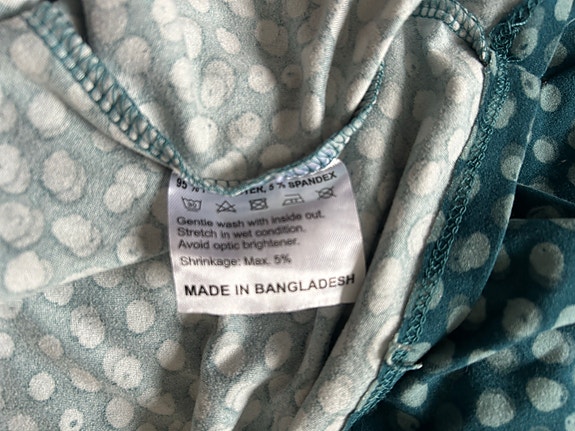 95 % TER, 5 % SPANDEX
Gentle wash with inside out.
Stretch in wet condition.
Avoid optic brightener.
Shrinkage: Max. 5%
MADE IN BANGLADESH